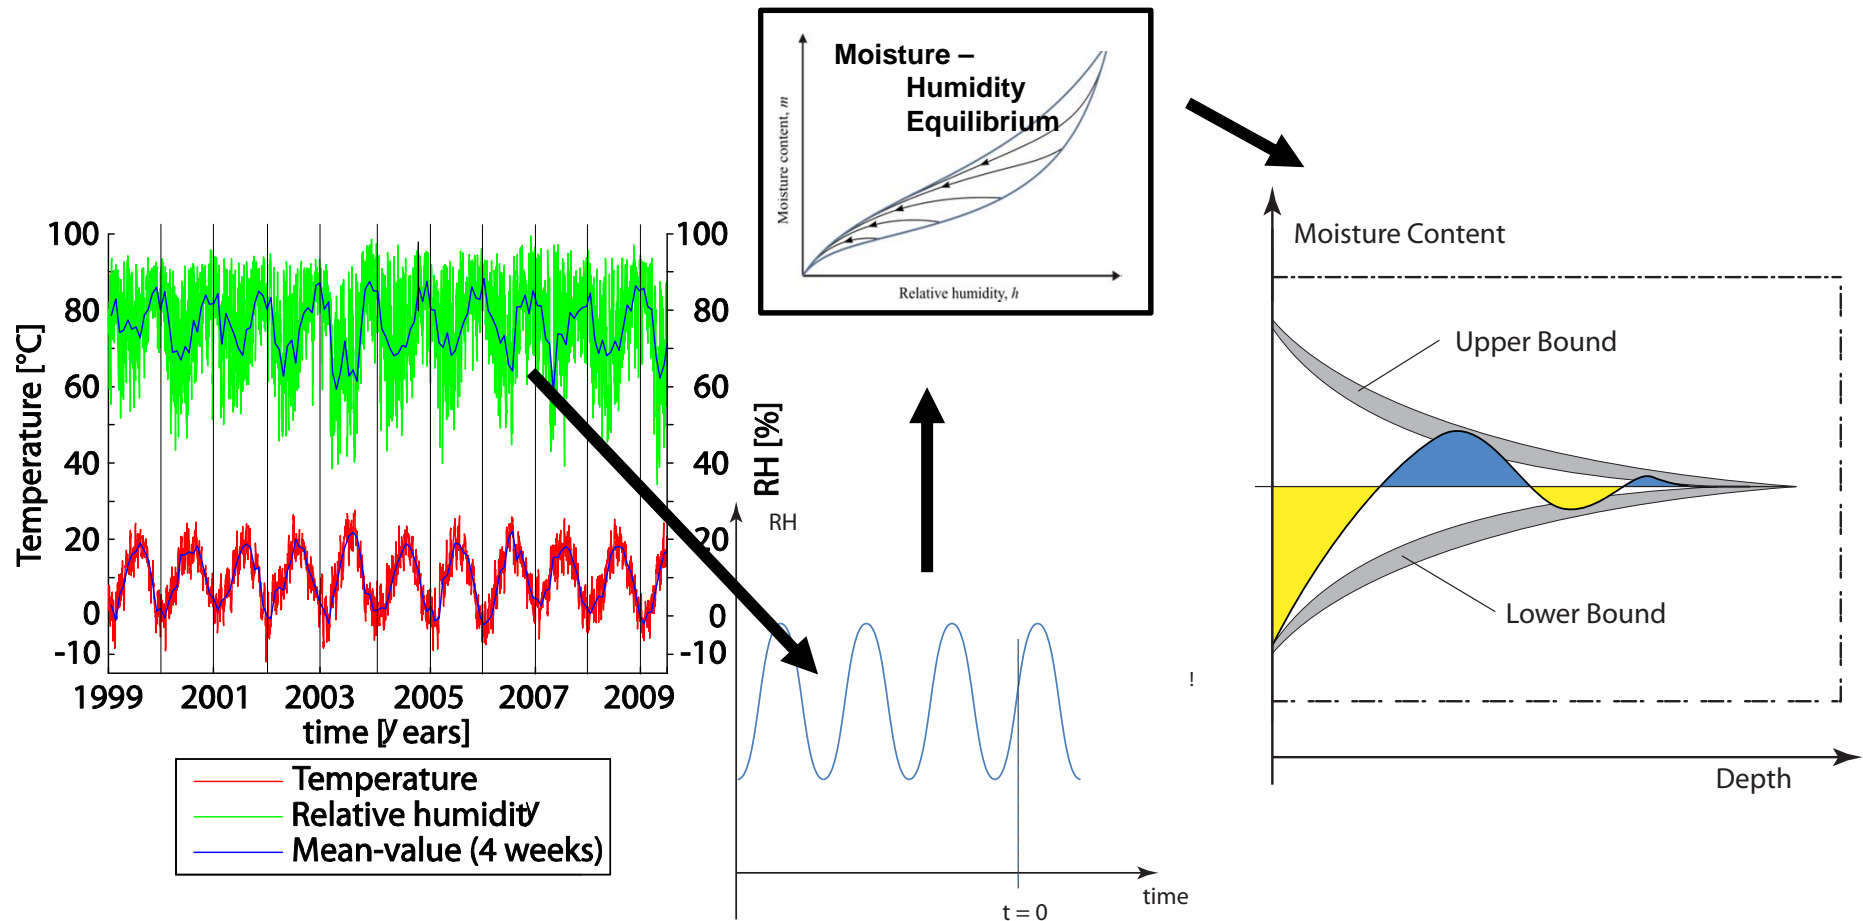 Moisture –
Humidity
Equilibrium
Moisture content, m
Relative humidity, h
100
80
60
40
20
0
-10
Temperature [°C]
100
80
60
40
20
0
-10
RH [%]
1999 2001 2003 2005 2007 2009
time [years]
Temperature
Relative humidity
Mean-value (4 weeks)
RH
time
t = 0
!
Moisture Content
Upper Bound
Lower Bound
Depth